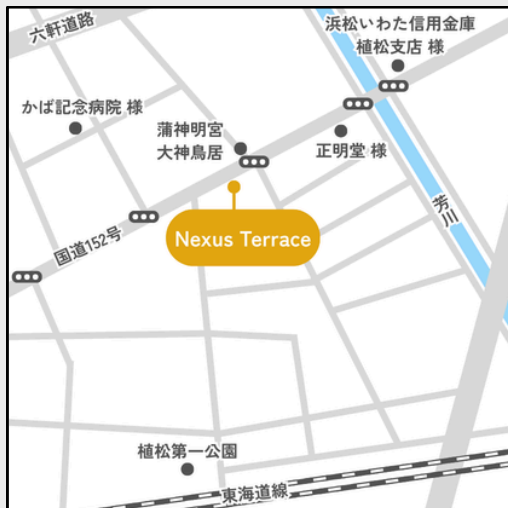 六軒道路
浜松いわた信用金庫
植松支店 様
かば記念病院 様
蒲神明宮
大神鳥居
正明堂 様
芳川
国道152号
Nexus Terrace
植松第一公園
東海道線